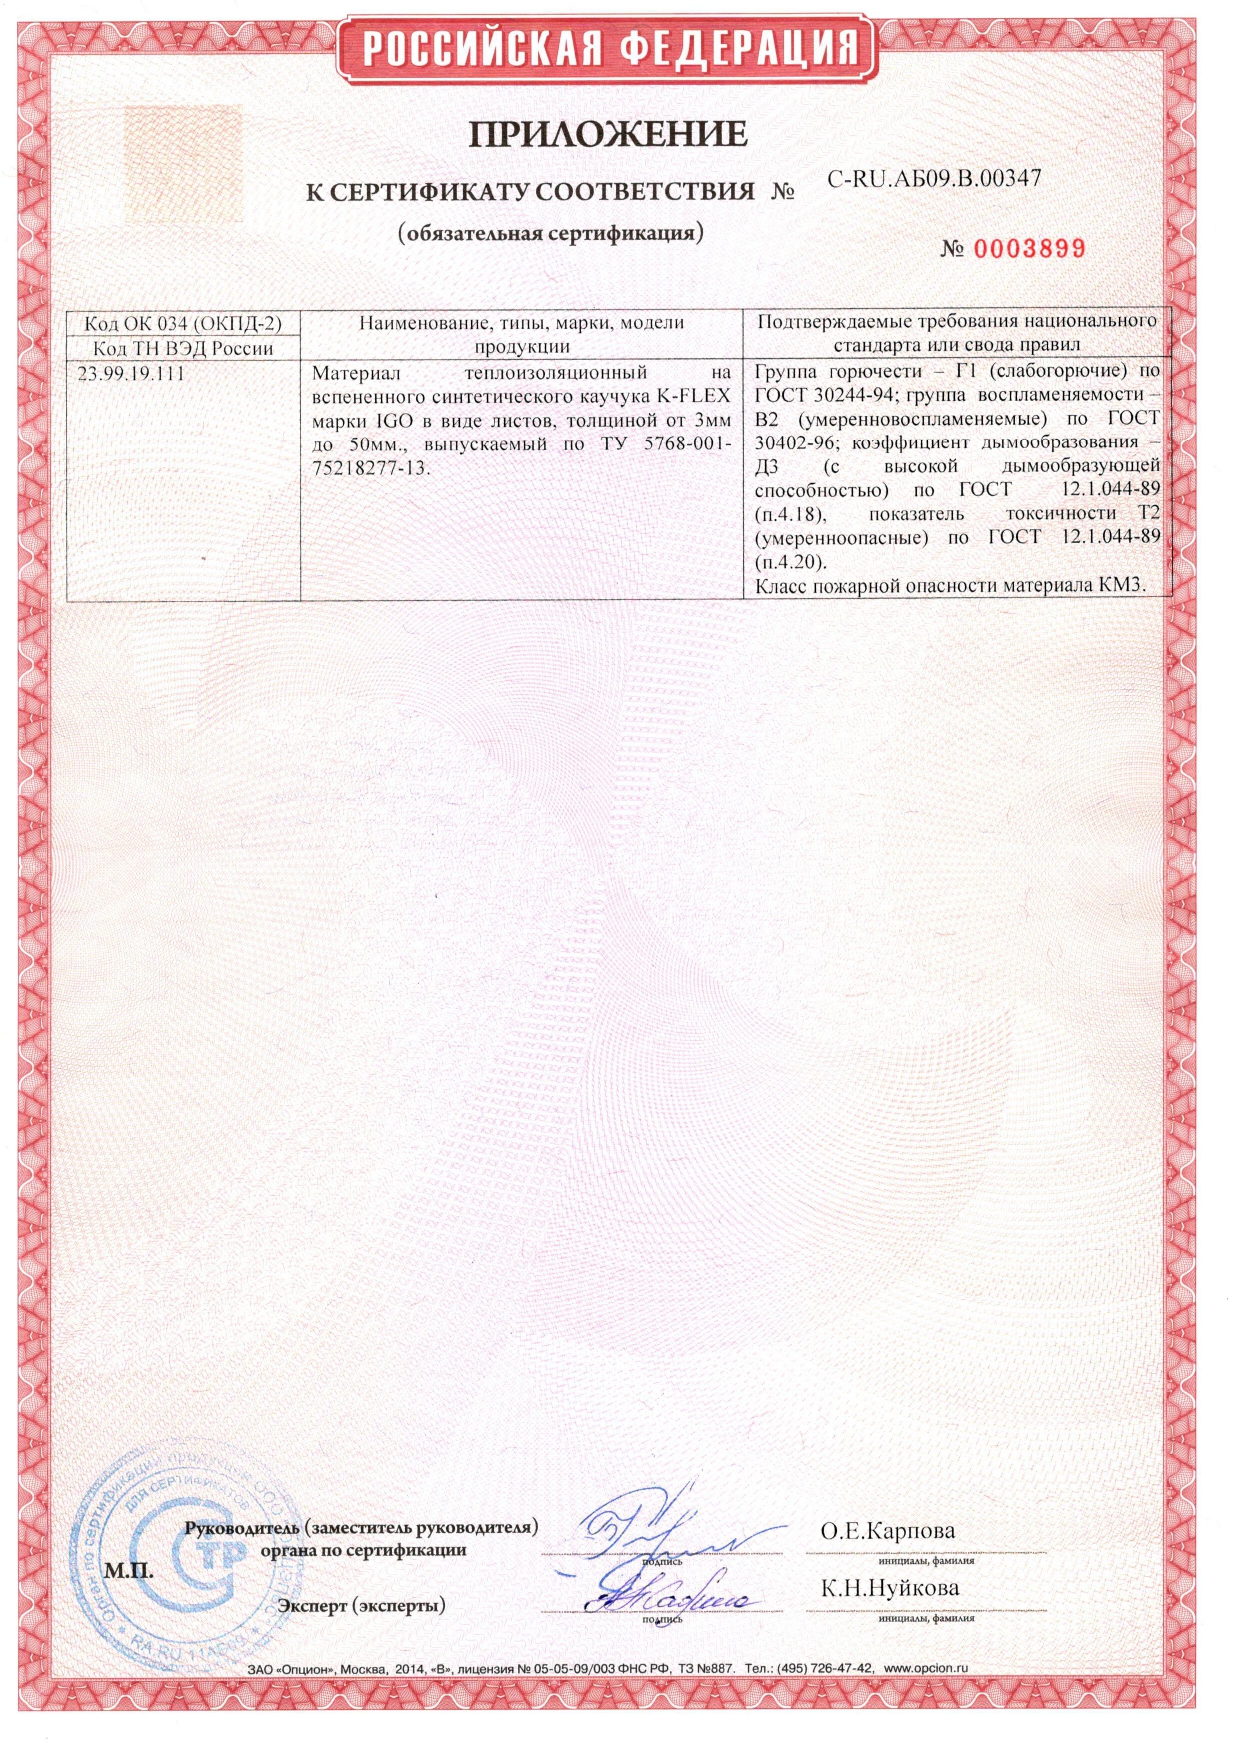 РОССИЙСКАЯ ФЕДЕРАЦИЯ
ПРИЛОЖЕНИЕ
К СЕРТИФИКАТУ СООТВЕТСТВИЯ № C-RU.АБ09.В.00347
(обязательная сертификация)
№ 0003899
Код ОК 034 (ОКПД-2)
Код ТН ВЭД России
Наименование, типы, марки, модели
продукции
Подтверждаемые требования национального
стандарта или свода правил
23.99.19.111
Материал теплоизоляционный на
вспененного синтетического каучука K-FLEX
марки IGO в виде листов, толщиной от 3мм
до 50мм., выпускаемый по ТУ 5768-001-
75218277-13.
Группа горючести – Г1 (слабогорючие) по
ГОСТ 30244-94; группа воспламеняемости –
В2 (умеренновоспламеняемые) по ГОСТ
30402-96; коэффициент дымообразования –
Д3 (с высокой дымообразующей
способностью) по ГОСТ 12.1.044-89
(п.4.18), показатель токсичности Т2
(умеренноопасные) по ГОСТ 12.1.044-89
(п.4.20).
Класс пожарной опасности материала КМ3.
Орган по сертификации продукции ООО
ДЛЯ СЕРТИФИКАТОВ
ТР
RA.RU.11АБ09
М.П.
Руководитель (заместитель руководителя)
органа по сертификации
подпись
О.Е.Карпова
инициалы, фамилия
Эксперт (эксперты)
подпись
К.Н.Нуйкова
инициалы, фамилия
ЗАО «Опцион», Москва, 2014, «В», лицензия № 05-05-09/003 ФНС РФ, ТЗ №887. Тел.: (495) 726-47-42, www.opcion.ru